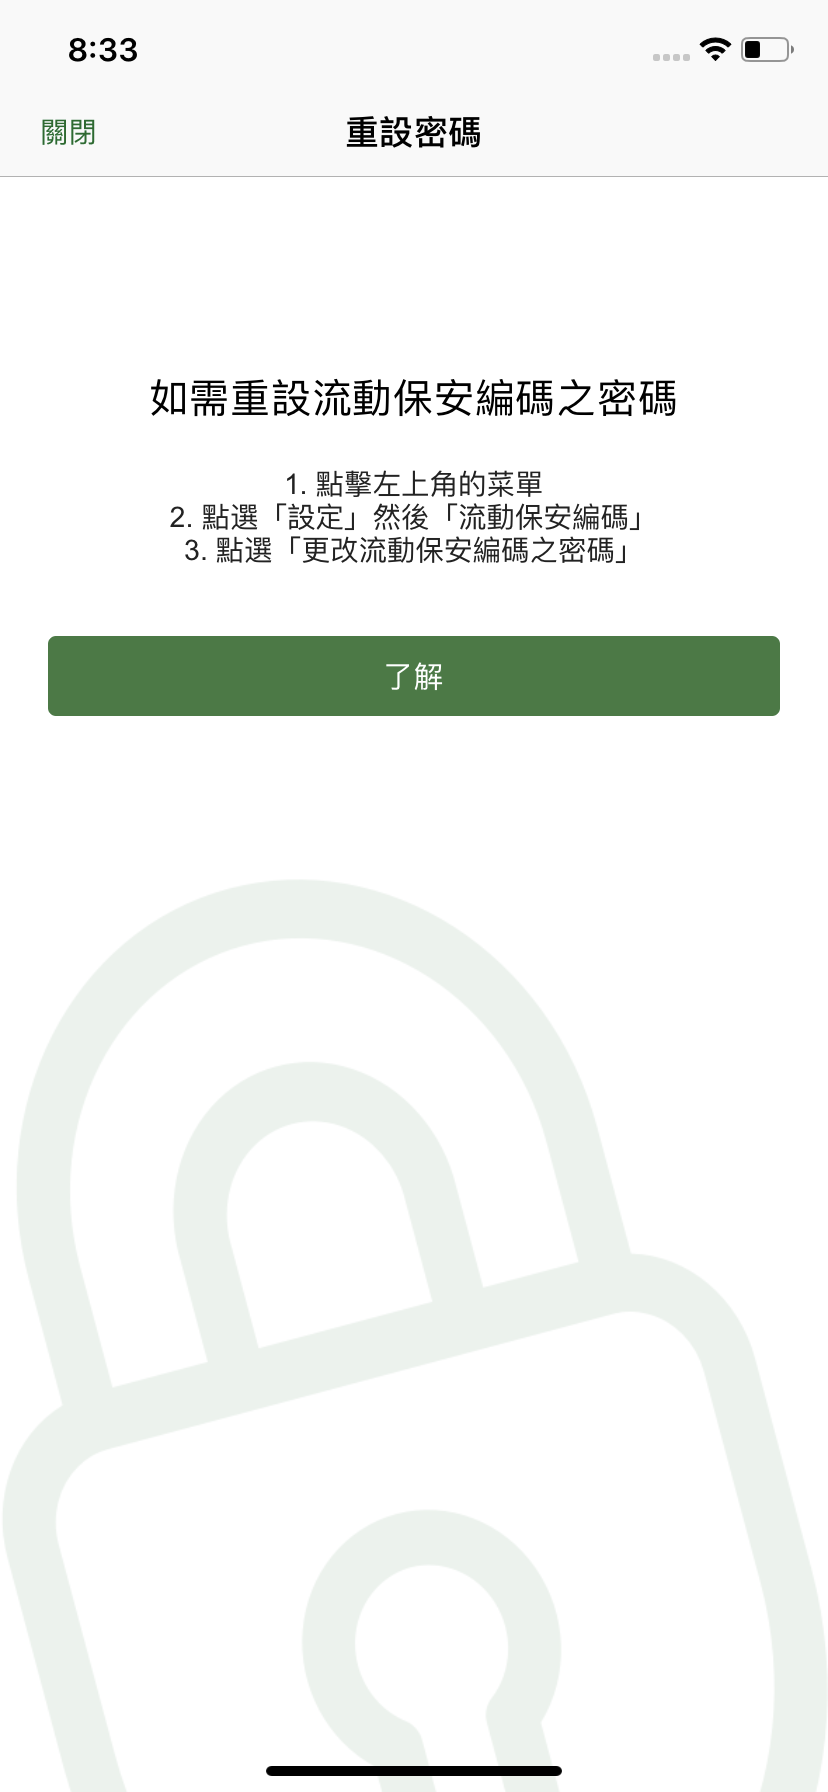 8:33
關閉
重設密碼
如需重設流動保安編碼之密碼
1. 點擊左上角的菜單
2. 點選「設定」然後「流動保安編碼」
3. 點選「更改流動保安編碼之密碼」
了解